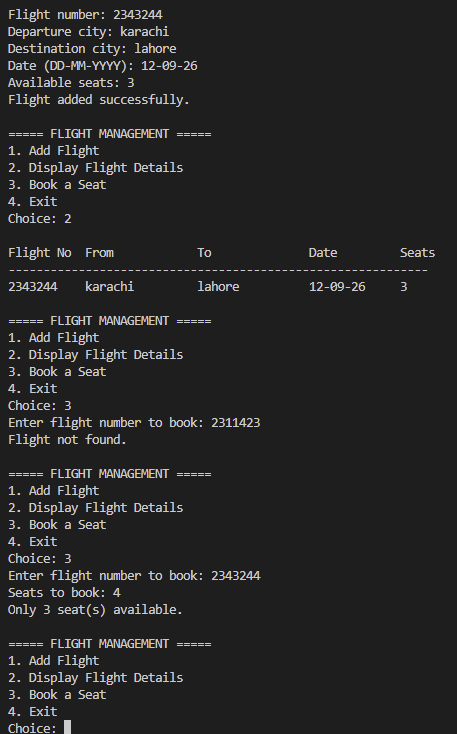 Flight number: 2343244
Departure city: karachi
Destination city: lahore
Date (DD-MM-YYYY): 12-09-26
Available seats: 3
Flight added successfully.

===== FLIGHT MANAGEMENT =====
1. Add Flight
2. Display Flight Details
3. Book a Seat
4. Exit
Choice: 2

Flight No  From            To              Date         Seats
------------------------------------------------------------
2343244    karachi         lahore          12-09-26     3

===== FLIGHT MANAGEMENT =====
1. Add Flight
2. Display Flight Details
3. Book a Seat
4. Exit
Choice: 3
Enter flight number to book: 2311423
Flight not found.

===== FLIGHT MANAGEMENT =====
1. Add Flight
2. Display Flight Details
3. Book a Seat
4. Exit
Choice: 3
Enter flight number to book: 2343244
Seats to book: 4
Only 3 seat(s) available.

===== FLIGHT MANAGEMENT =====
1. Add Flight
2. Display Flight Details
3. Book a Seat
4. Exit
Choice: